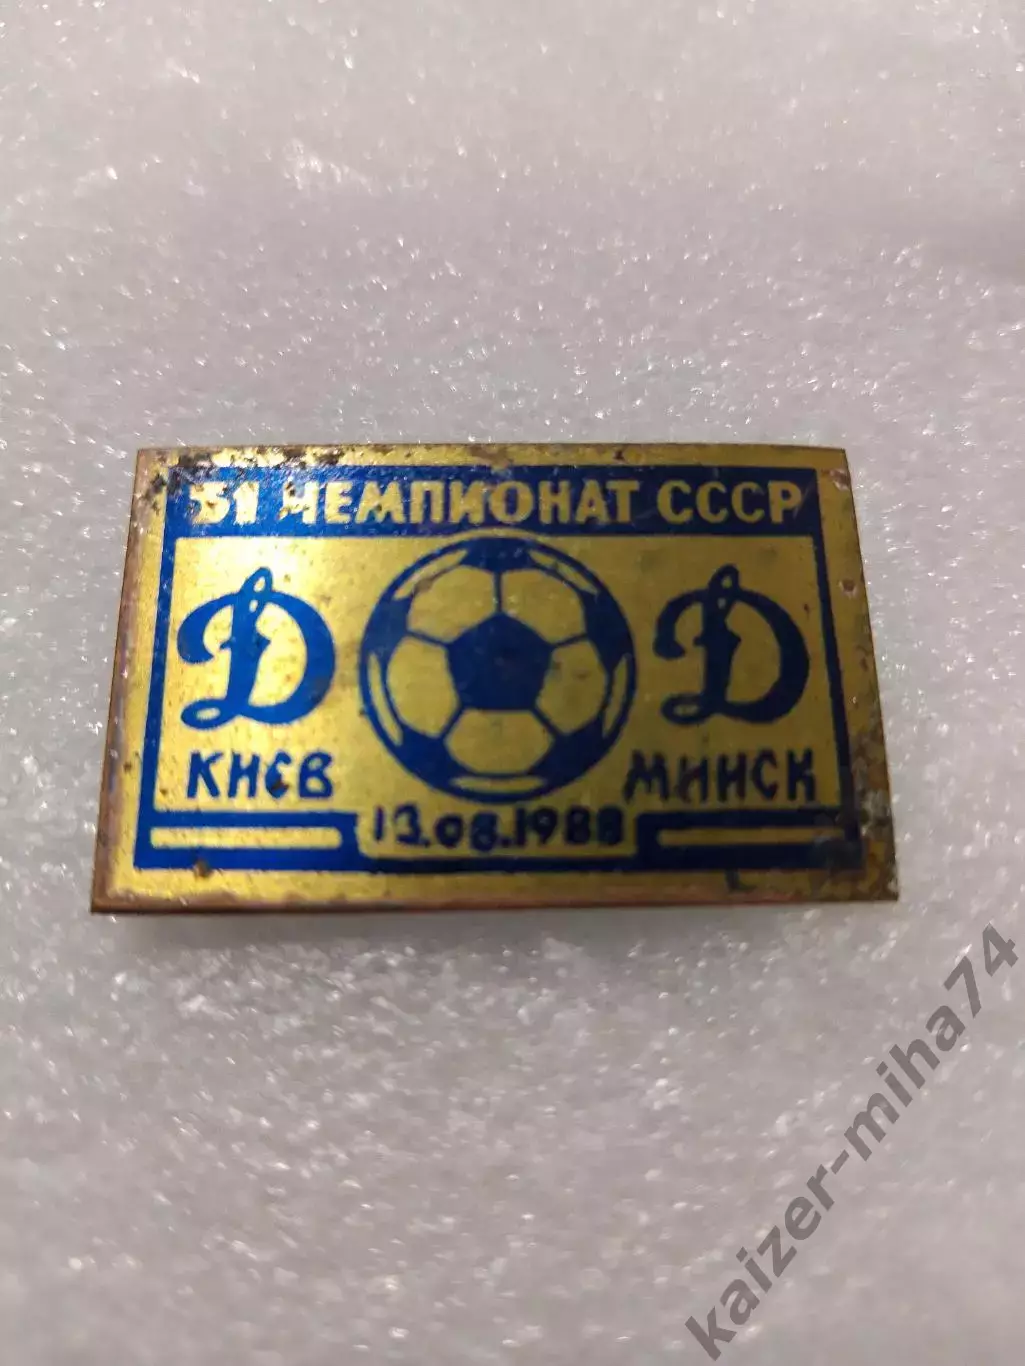 51 ЧЕМПИОНАТ СССР
Д Д
КИЕВ МИНСК
13.08.1988
kaizer-miha74